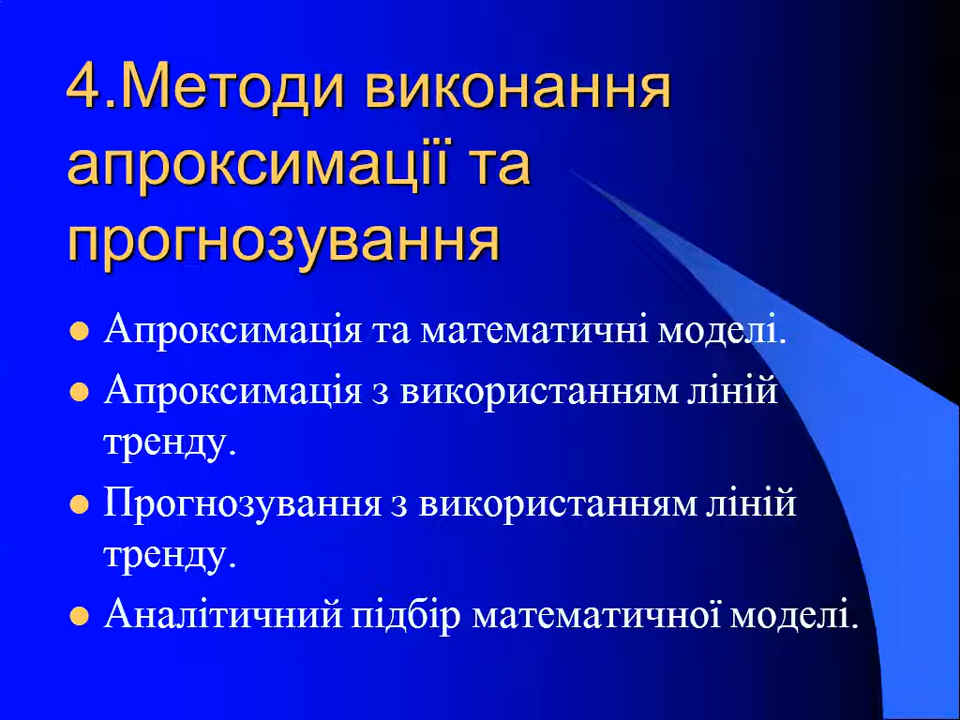 4.Методи виконання
апроксимації та
прогнозування
Апроксимація та математичні моделі.
Апроксимація з використанням ліній
тренду.
Прогнозування з використанням ліній
тренду.
Аналітичний підбір математичної моделі.